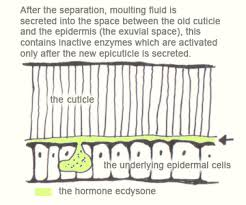 After the separation, moulting fluid is
secreted into the space between the old cuticle
and the epidermis (the exuvial space), this
contains inactive enzymes which are activated
only after the new epicuticle is secreted.
the cuticle
the underlying epidermal cells
the hormone ecdysone